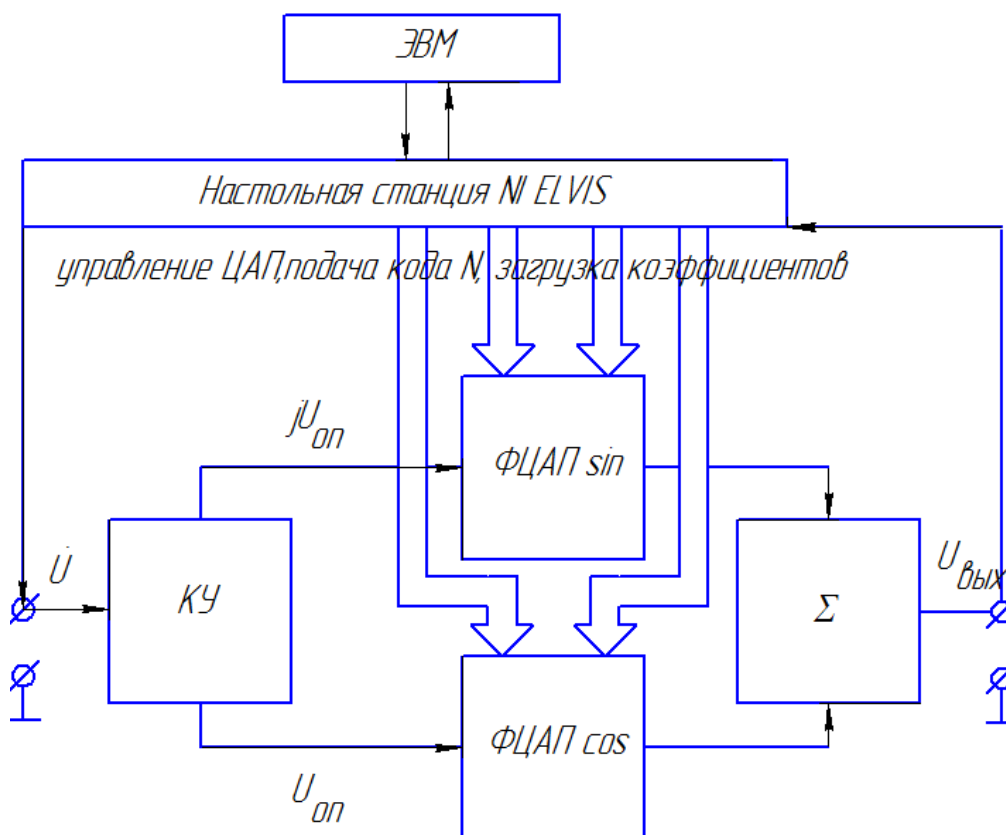 ЭВМ
Настольная станция NI ELVIS
управление ЦАП,подача кода N, загрузка коэффициентов
jU оп
ФЦАП sin
U̇
КУ
Σ
U вых
ФЦАП cos
U оп